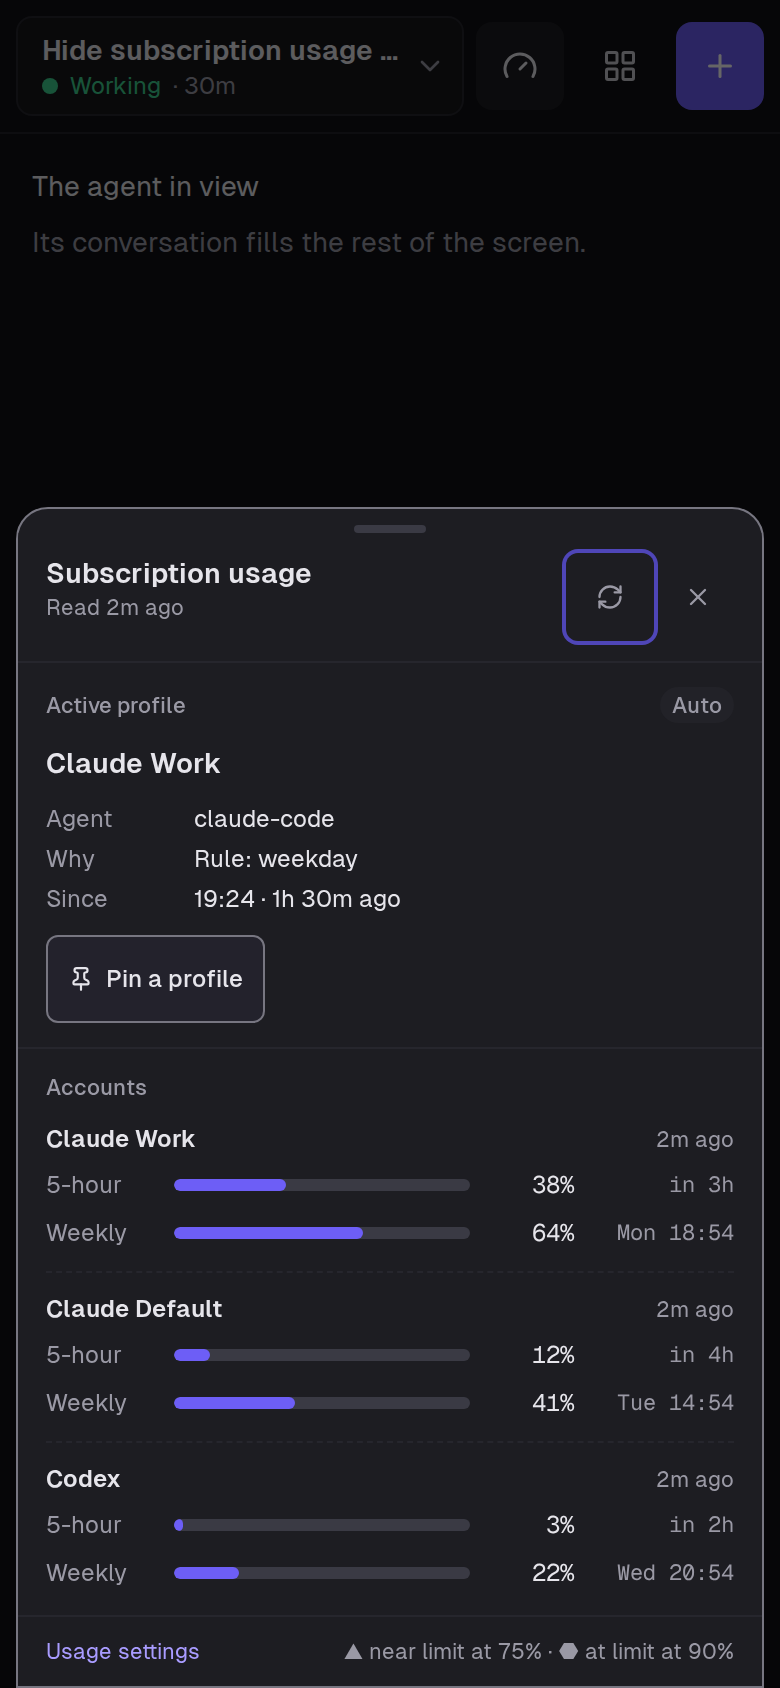 Hide subscription usage ...
Working · 30m
The agent in view
Its conversation fills the rest of the screen.
Subscription usage
Read 2m ago
Active profile Auto
Claude Work
Agent claude-code
Why Rule: weekday
Since 19:24 · 1h 30m ago
Pin a profile
Accounts
Claude Work 2m ago
5-hour 38% in 3h
Weekly 64% Mon 18:54
Claude Default 2m ago
5-hour 12% in 4h
Weekly 41% Tue 14:54
Codex 2m ago
5-hour 3% in 2h
Weekly 22% Wed 20:54
Usage settings ▲ near limit at 75% · ⬣ at limit at 90%